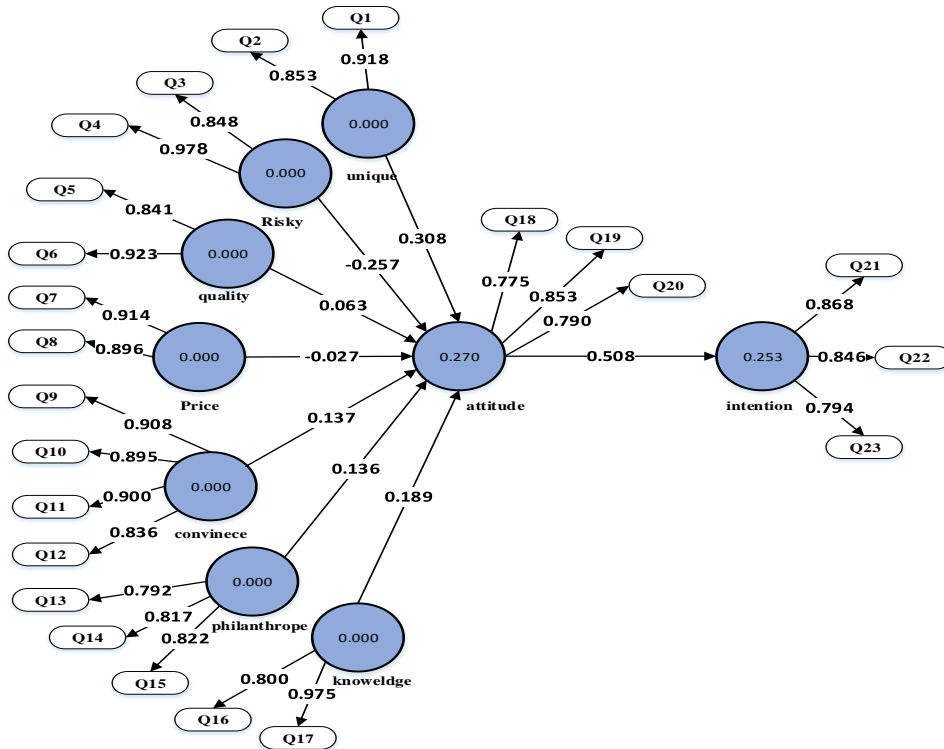 Q1
Q2
0.918
0.853
Q3
0.848
Q4
0.978
0.000
unique
0.000
Risky
Q5
0.841
Q6
0.923
0.000
quality
0.308
-0.257
0.063
Q7
0.914
Q8
0.896
0.000
Price
-0.027
Q18
0.775
Q19
0.853
Q20
0.790
0.270
attitude
0.508
0.253
intention
Q21
0.868
Q22
0.846
Q23
0.794
Q9
0.908
Q10
0.895
Q11
0.900
Q12
0.836
0.000
convinece
0.137
0.136
0.189
Q13
0.792
Q14
0.817
Q15
0.822
0.000
philanthrope
Q16
0.800
Q17
0.975
0.000
knoweldge